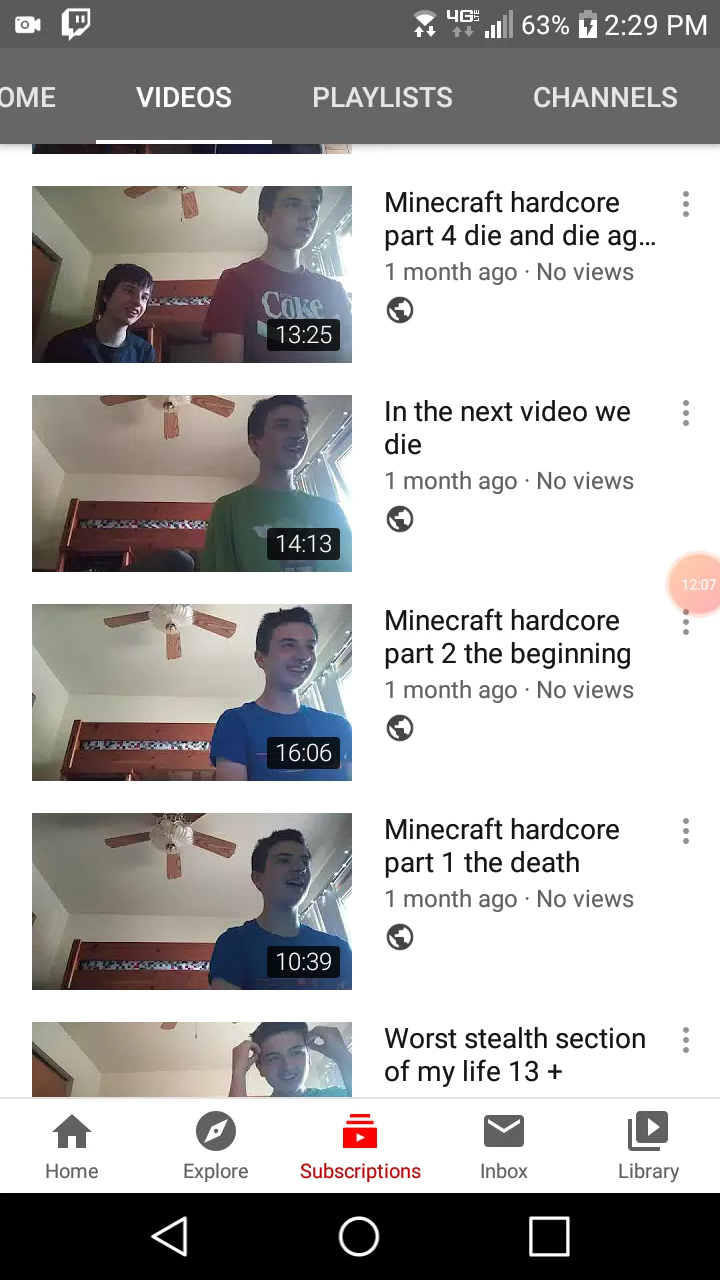 4G LTE 63% 2:29 PM
OME VIDEOS PLAYLISTS CHANNELS
Minecraft hardcore
part 4 die and die ag...
1 month ago · No views
Coke
13:25
In the next video we
die
1 month ago · No views
14:13
12:07
Minecraft hardcore
part 2 the beginning
1 month ago · No views
16:06
Minecraft hardcore
part 1 the death
1 month ago · No views
10:39
Worst stealth section
of my life 13 +
Home Explore Subscriptions Inbox Library